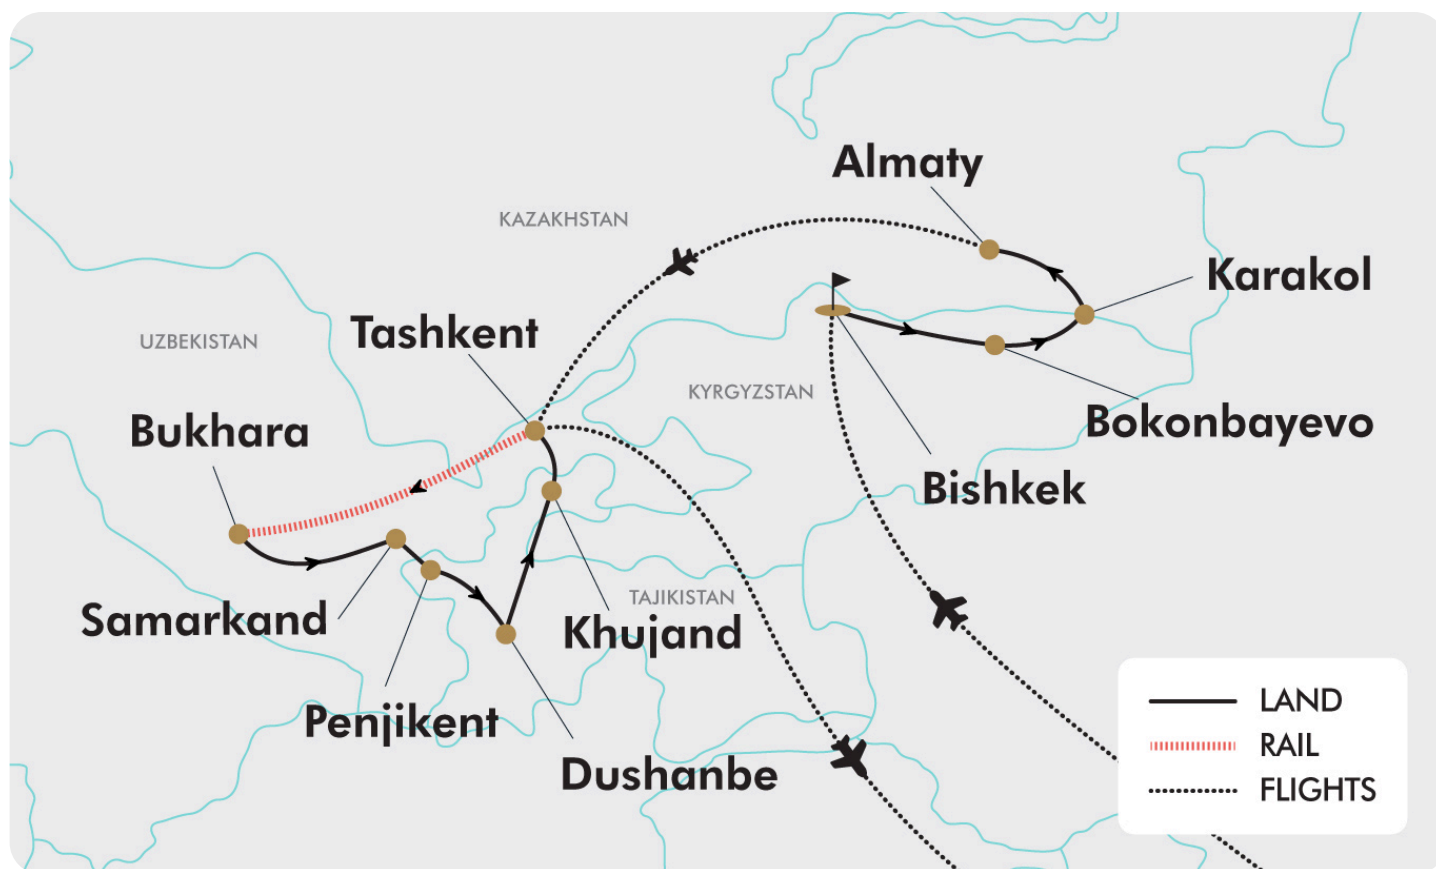 Almaty
KAZAKHSTAN
Karakol
Tashkent
UZBEKISTAN
KYRGYZSTAN
Bukhara
Bokonbayevo
Bishkek
TAJIKISTAN
Samarkand
Khujand
Penjikent
Dushanbe
LAND
RAIL
FLIGHTS